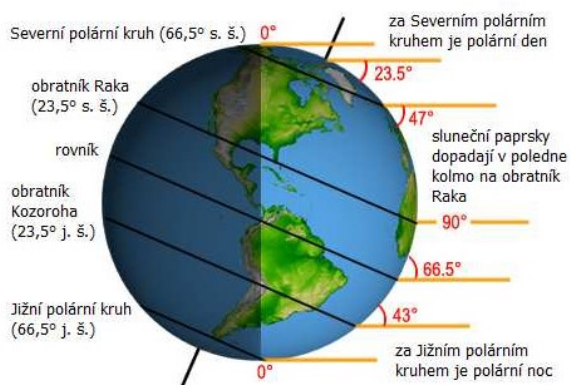 Severní polární kruh (66,5° s. š.)
0°
za Severním polárním
kruhem je polární den
23.5°
obratník Raka
(23,5° s. š.)
47°
rovník
sluneční paprsky
dopadají v poledne
kolmo na obratník
Raka
obratník
Kozoroha
(23,5° j. š.)
90°
66.5°
Jižní polární kruh
(66,5° j. š.)
43°
za Jižním polárním
kruhem je polární noc
0°